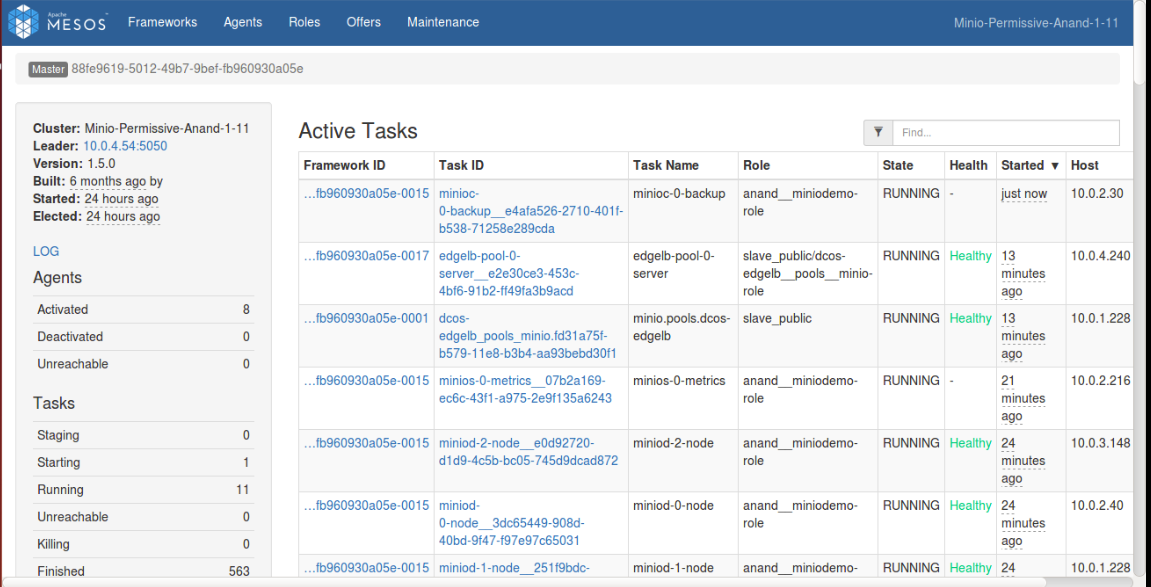 Apache
MESOS
Frameworks Agents Roles Offers Maintenance
Minio-Permissive-Anand-1-11
Master 88fe9619-5012-49b7-9bef-fb960930a05e
Cluster: Minio-Permissive-Anand-1-11
Leader: 10.0.4.54:5050
Version: 1.5.0
Built: 6 months ago by
Started: 24 hours ago
Elected: 24 hours ago
LOG
Agents
Activated 8
Deactivated 0
Unreachable 0
Tasks
Staging 0
Starting 1
Running 11
Unreachable 0
Killing 0
Finished 563
Active Tasks
Find...
Framework ID Task ID Task Name Role State Health Started ▼ Host
…fb960930a05e-0015 minioc- minioc-0-backup anand__miniodemo- RUNNING - just now 10.0.2.30
0-backup__e4afa526-2710-401f- role
b538-71258e289cda
…fb960930a05e-0017 edgelb-pool-0- edgelb-pool-0- slave_public/dcos- RUNNING Healthy 13 10.0.4.240
server__e2e30ce3-453c- server edgelb__pools__minio- minutes
4bf6-91b2-ff49fa3b9acd role ago
…fb960930a05e-0001 dcos- minio.pools.dcos- slave_public RUNNING Healthy 13 10.0.1.228
edgelb_pools_minio.fd31a75f- edgelb minutes
b579-11e8-b3b4-aa93bebd30f1 ago
…fb960930a05e-0015 minios-0-metrics__07b2a169- minios-0-metrics anand__miniodemo- RUNNING - 21 10.0.2.216
ec6c-43f1-a975-2e9f135a6243 role minutes
ago
…fb960930a05e-0015 miniod-2-node__e0d92720- miniod-2-node anand__miniodemo- RUNNING Healthy 24 10.0.3.148
d1d9-4c5b-bc05-745d9dcad872 role minutes
ago
…fb960930a05e-0015 miniod- miniod-0-node anand__miniodemo- RUNNING Healthy 24 10.0.2.40
0-node__3dc65449-908d- role minutes
40bd-9f47-f97e97c65031 ago
…fb960930a05e-0015 miniod-1-node__251f9bdc- miniod-1-node anand__miniodemo- RUNNING Healthy 24 10.0.1.228